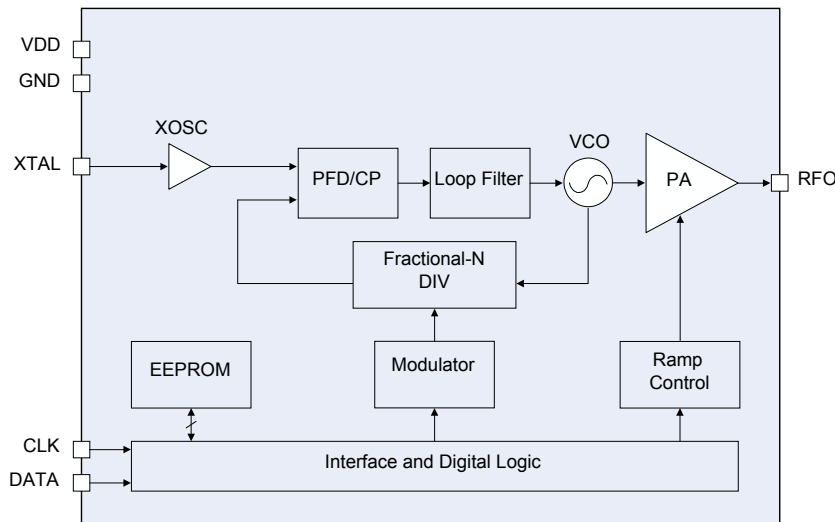 VDD
GND
XOSC
XTAL
PFD/CP
Loop Filter
VCO
PA
RFO
Fractional-N
DIV
EEPROM
Modulator
Ramp
Control
CLK
DATA
Interface and Digital Logic